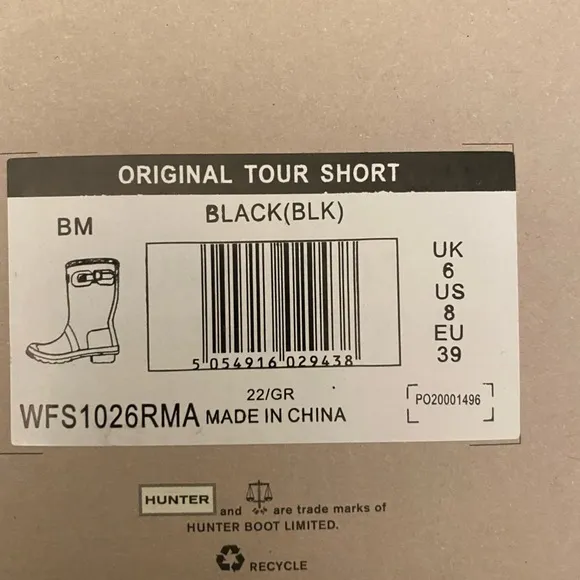 ORIGINAL TOUR SHORT
BM
BLACK(BLK)
5 054916 029438
UK
6
US
8
EU
39
22/GR
WFS1026RMA MADE IN CHINA
PO20001496
HUNTER and are trade marks of
HUNTER BOOT LIMITED.
RECYCLE